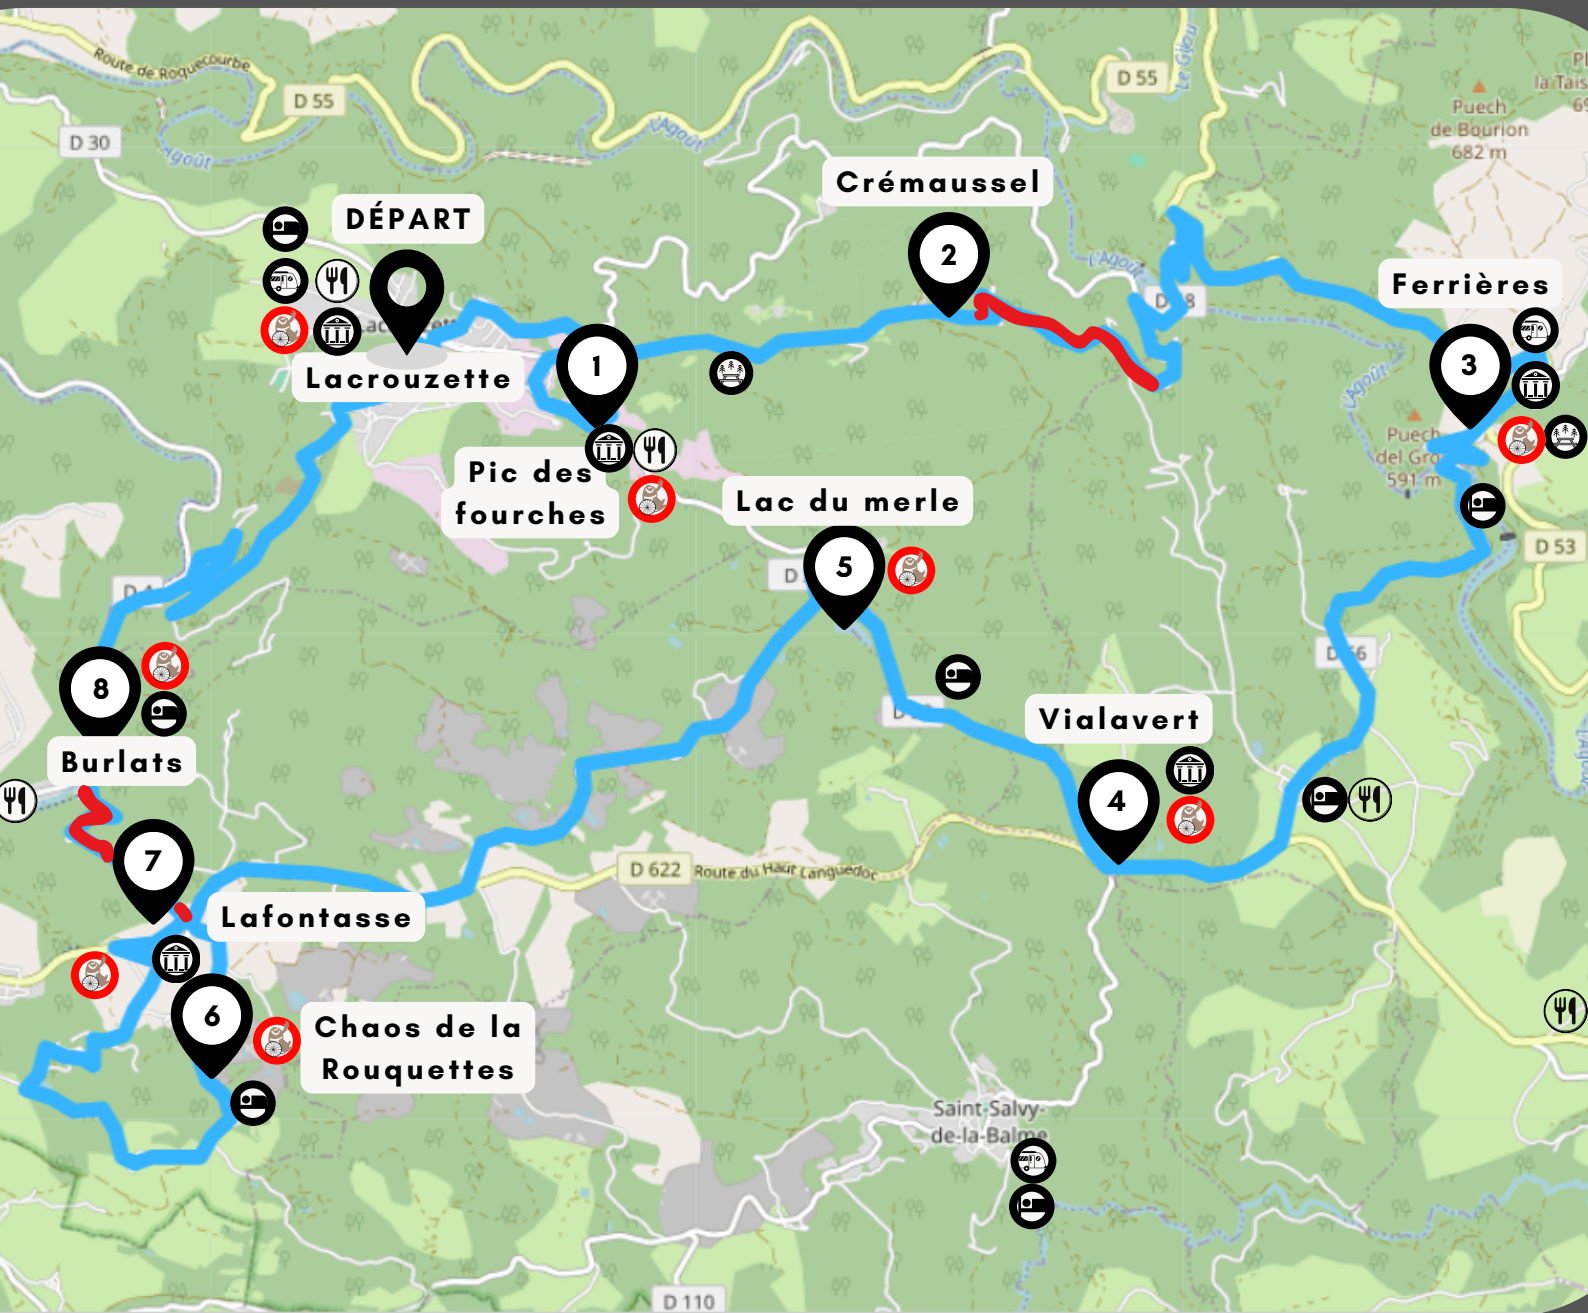 Route de Roquecourbe
D 55
D 55
Le Gijou
D 30
Agoût
l'Agoût
Puech
de Bourion
682 m
Crémaussel
DÉPART
2
l'Agoût
Ferrières
Lacrouzette
1
3
l'Agoût
Puech
591 m
Pic des
fourches
Lac du merle
5
D 53
8
Vialavert
Burlats
4
7
D 622
Route du Haut Languedoc
Lafontasse
6
Chaos de la
Rouquettes
Saint-Salvy-
de-la-Balme
D 110